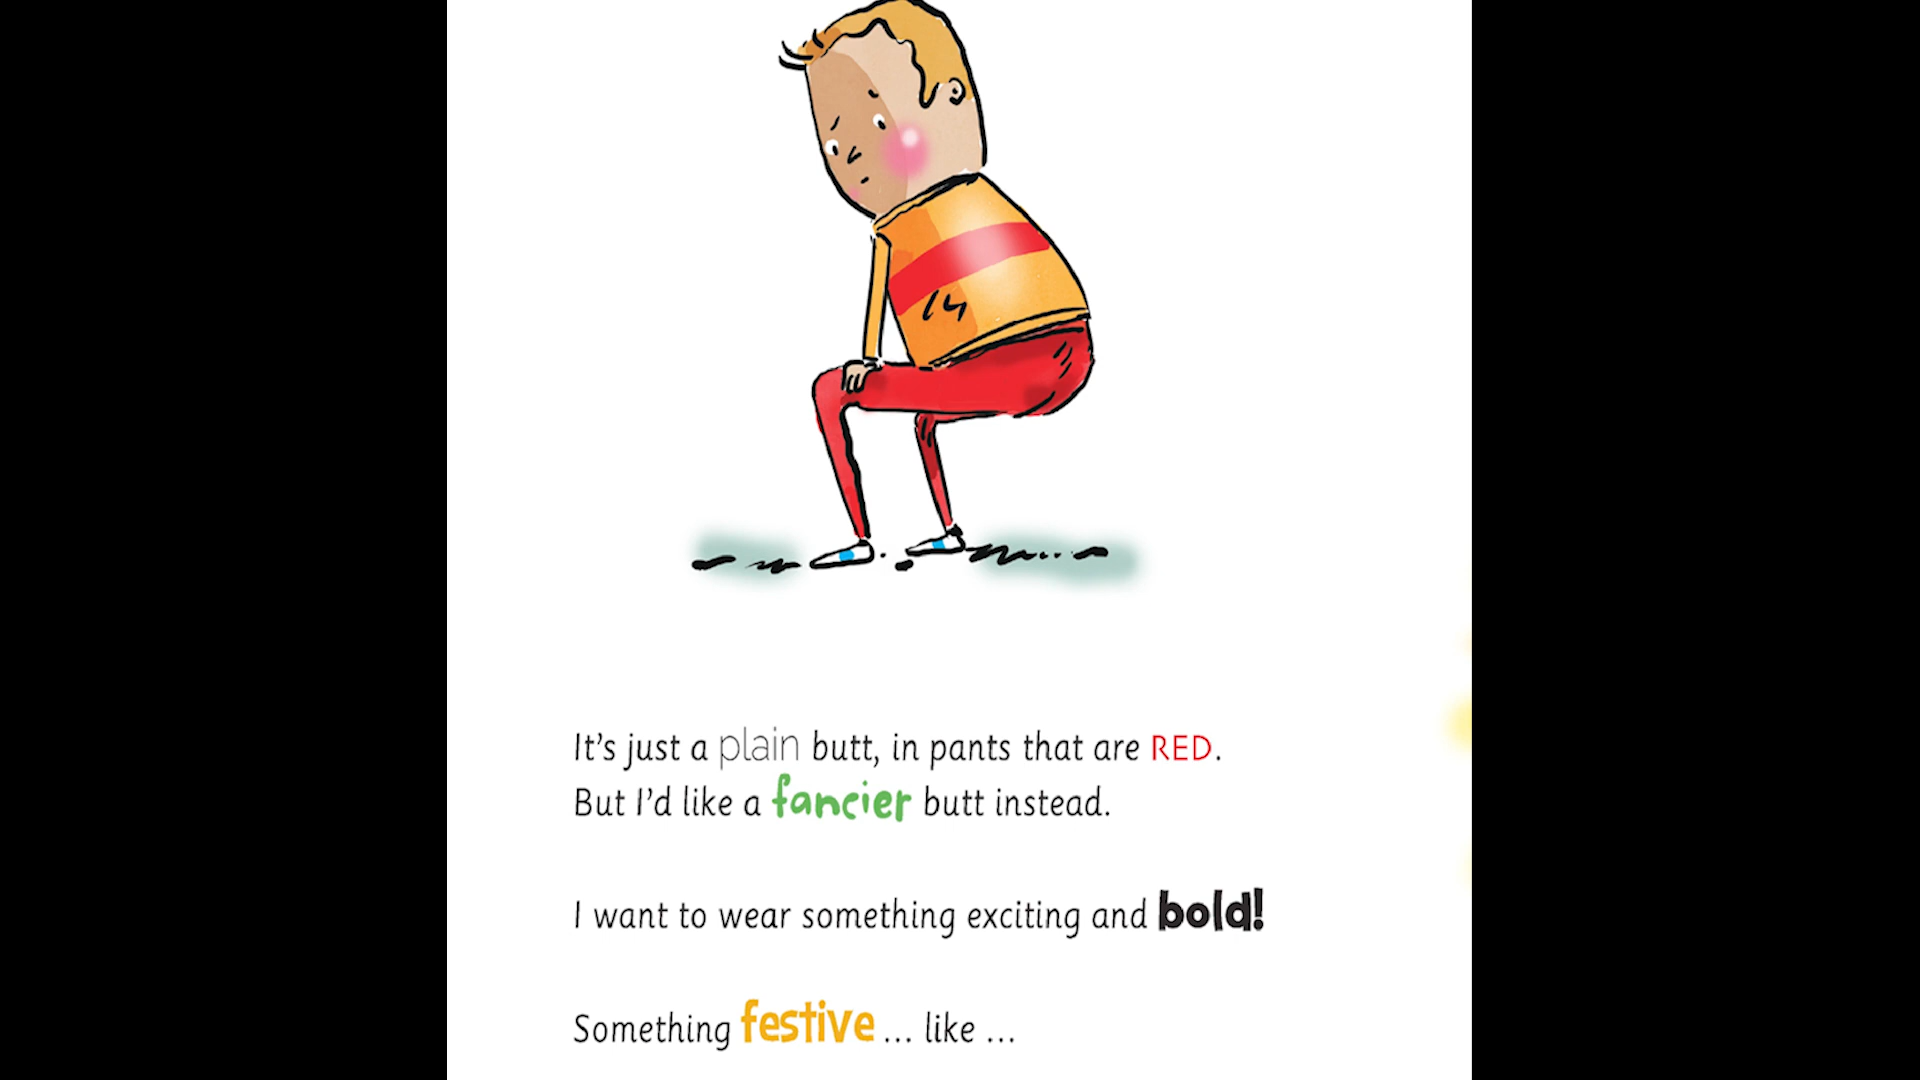 It's just a plain butt, in pants that are RED.
But I'd like a fancier butt instead.
I want to wear something exciting and bold!
Something festive ... like ...